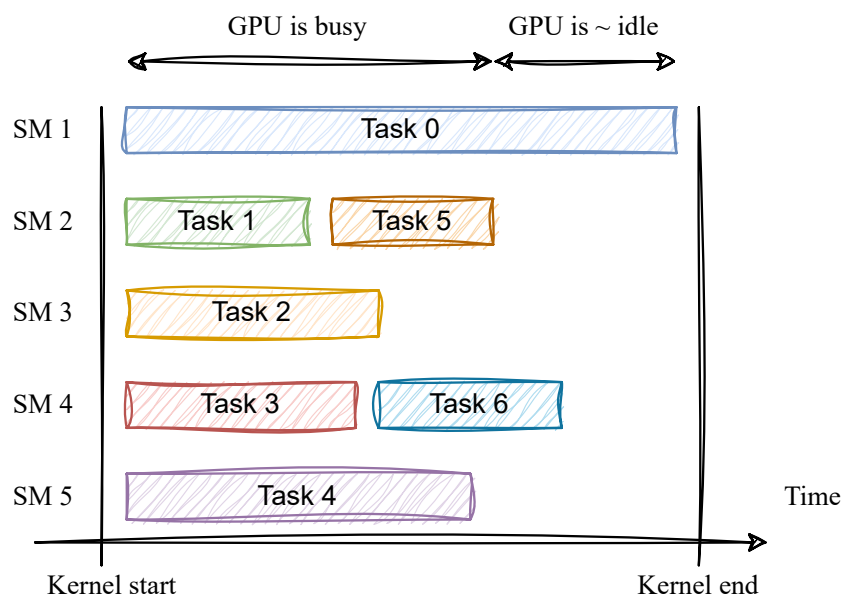 GPU is busy
GPU is ~ idle
SM 1
Task 0
SM 2
Task 1
Task 5
SM 3
Task 2
SM 4
Task 3
Task 6
SM 5
Task 4
Time
Kernel start
Kernel end